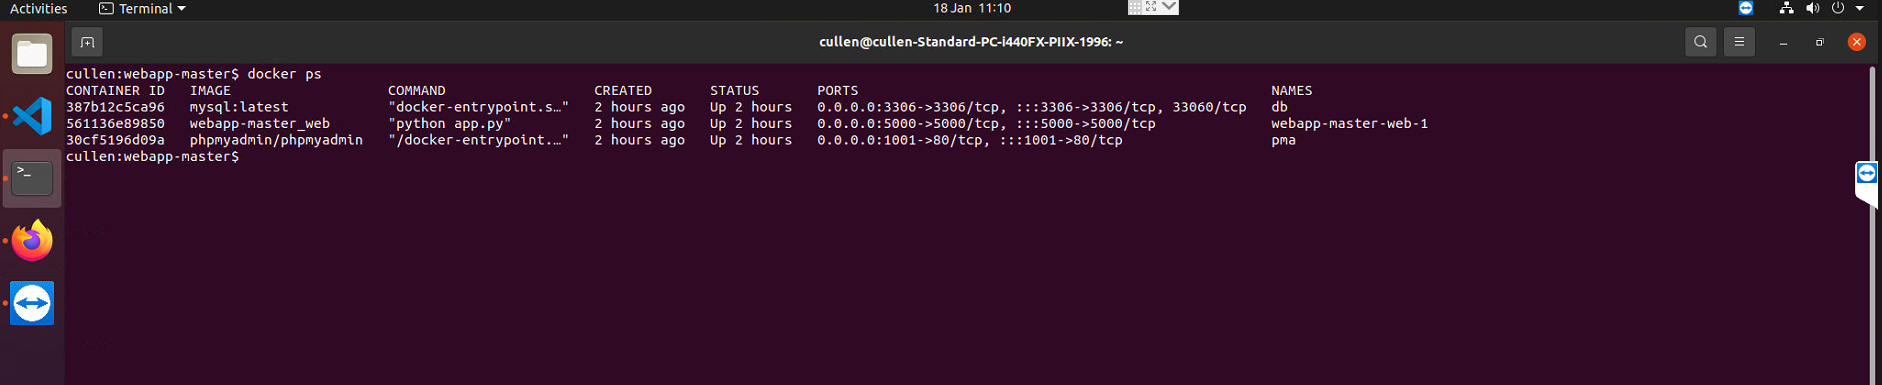 Activities Terminal 18 Jan 11:10
cullen@cullen-Standard-PC-i440FX-PIIX-1996: ~
cullen:webapp-master$ docker ps
CONTAINER ID IMAGE COMMAND CREATED STATUS PORTS NAMES
387b12c5ca96 mysql:latest "docker-entrypoint.s…" 2 hours ago Up 2 hours 0.0.0.0:3306->3306/tcp, :::3306->3306/tcp, 33060/tcp db
561136e89850 webapp-master_web "python app.py" 2 hours ago Up 2 hours 0.0.0.0:5000->5000/tcp, :::5000->5000/tcp webapp-master-web-1
30cf5196d09a phpmyadmin/phpmyadmin "/docker-entrypoint.…" 2 hours ago Up 2 hours 0.0.0.0:1001->80/tcp, :::1001->80/tcp pma
cullen:webapp-master$